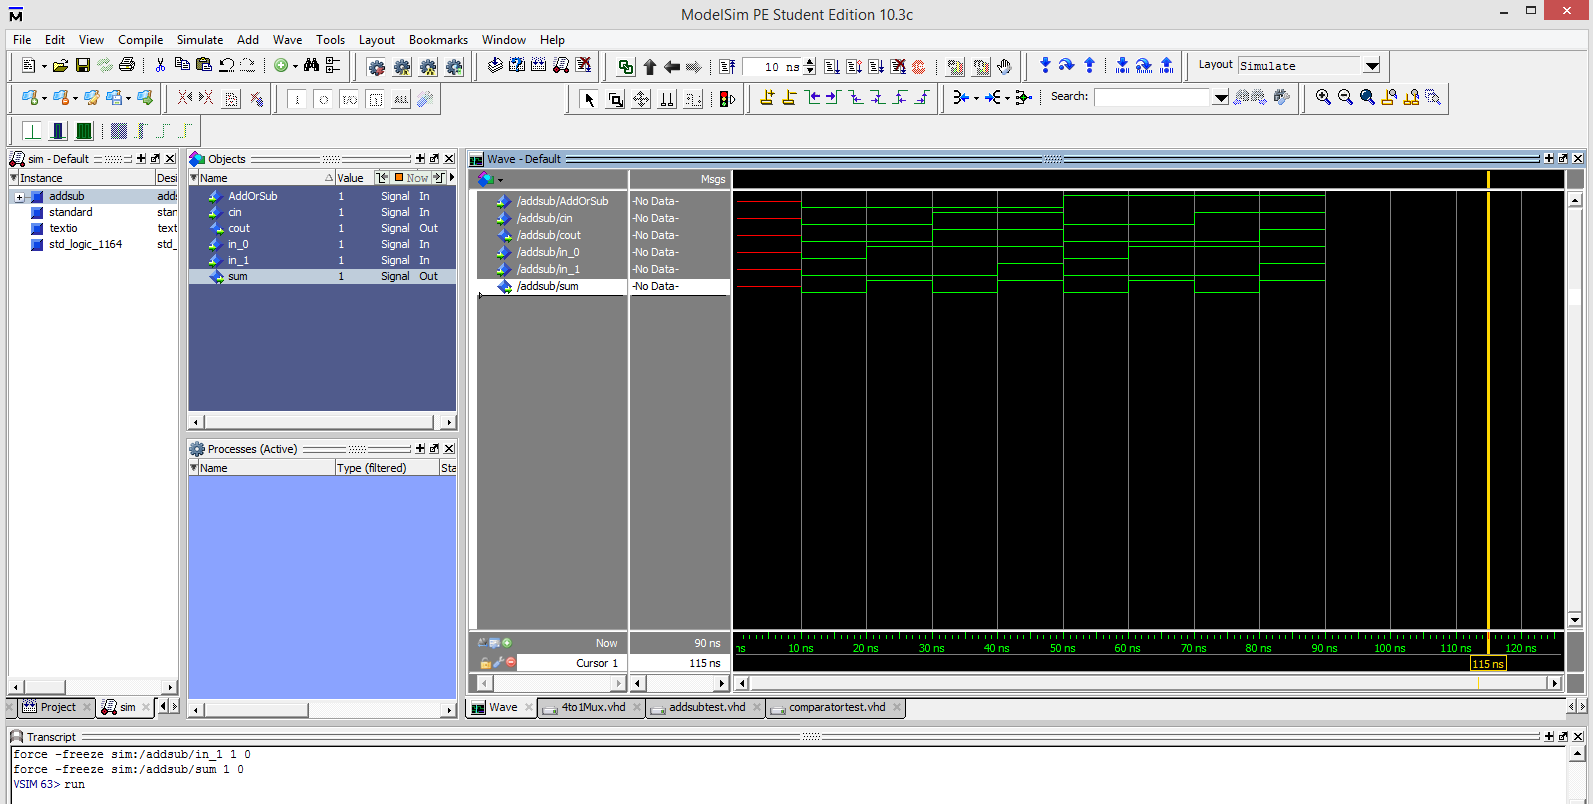 ModelSim PE Student Edition 10.3c
File Edit View Compile Simulate Add Wave Tools Layout Bookmarks Window Help
10 ns
Layout Simulate
ALL
Search:
sim - Default
Instance Desi
addsub adds
standard stan
textio text
std_logic_1164 std_
Objects
Name Value Now
AddOrSub 1 Signal In
cin 1 Signal In
cout 1 Signal Out
in_0 1 Signal In
in_1 1 Signal In
sum 1 Signal Out
Processes (Active)
Name Type (filtered) Sta
Wave - Default
Msgs
/addsub/AddOrSub -No Data-
/addsub/cin -No Data-
/addsub/cout -No Data-
/addsub/in_0 -No Data-
/addsub/in_1 -No Data-
/addsub/sum -No Data-
Now 90 ns
Cursor 1 115 ns
ns 10 ns 20 ns 30 ns 40 ns 50 ns 60 ns 70 ns 80 ns 90 ns 100 ns 110 ns 120 ns
115 ns
Project sim
Wave 4to1Mux.vhd addsubtest.vhd comparatortest.vhd
Transcript
force -freeze sim:/addsub/in_1 1 0
force -freeze sim:/addsub/sum 1 0
VSIM 63> run